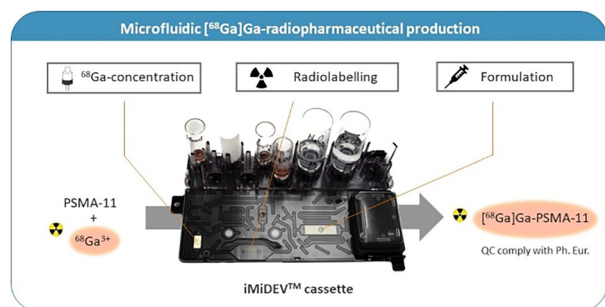 Microfluidic [⁶⁸Ga]Ga-radiopharmaceutical production
⁶⁸Ga-concentration
Radiolabelling
Formulation
PSMA-11
+
⁶⁸Ga³⁺
[⁶⁸Ga]Ga-PSMA-11
QC comply with Ph. Eur.
iMiDEV™ cassette